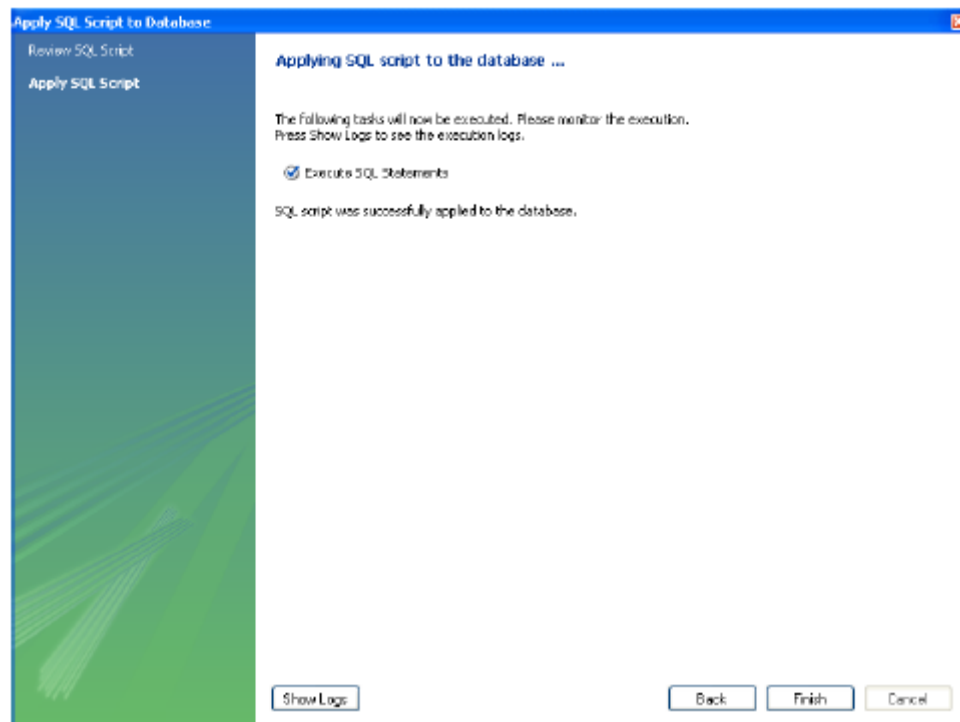 Apply SQL Script to Database
Review SQL Script
Apply SQL Script
Applying SQL script to the database ...
The following tasks will now be executed. Please monitor the execution.
Press Show Logs to see the execution logs.
Execute SQL Statements
SQL script was successfully applied to the database.
Show Logs
Back
Finish
Cancel